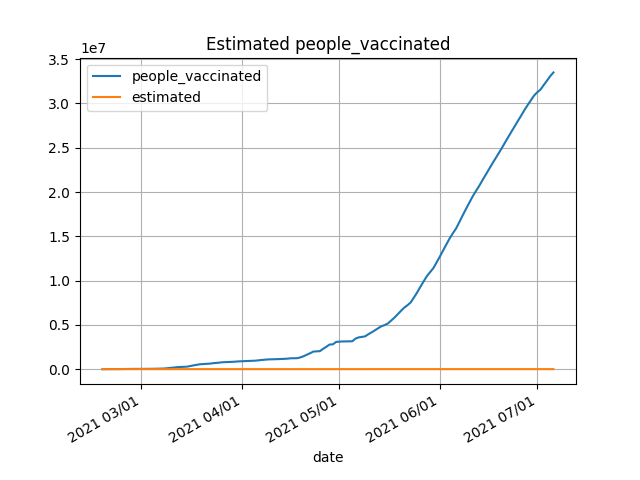 Estimated people_vaccinated
1e7
people_vaccinated
estimated
3.5
3.0
2.5
2.0
1.5
1.0
0.5
0.0
2021 03/01
2021 04/01
2021 05/01
2021 06/01
2021 07/01
date